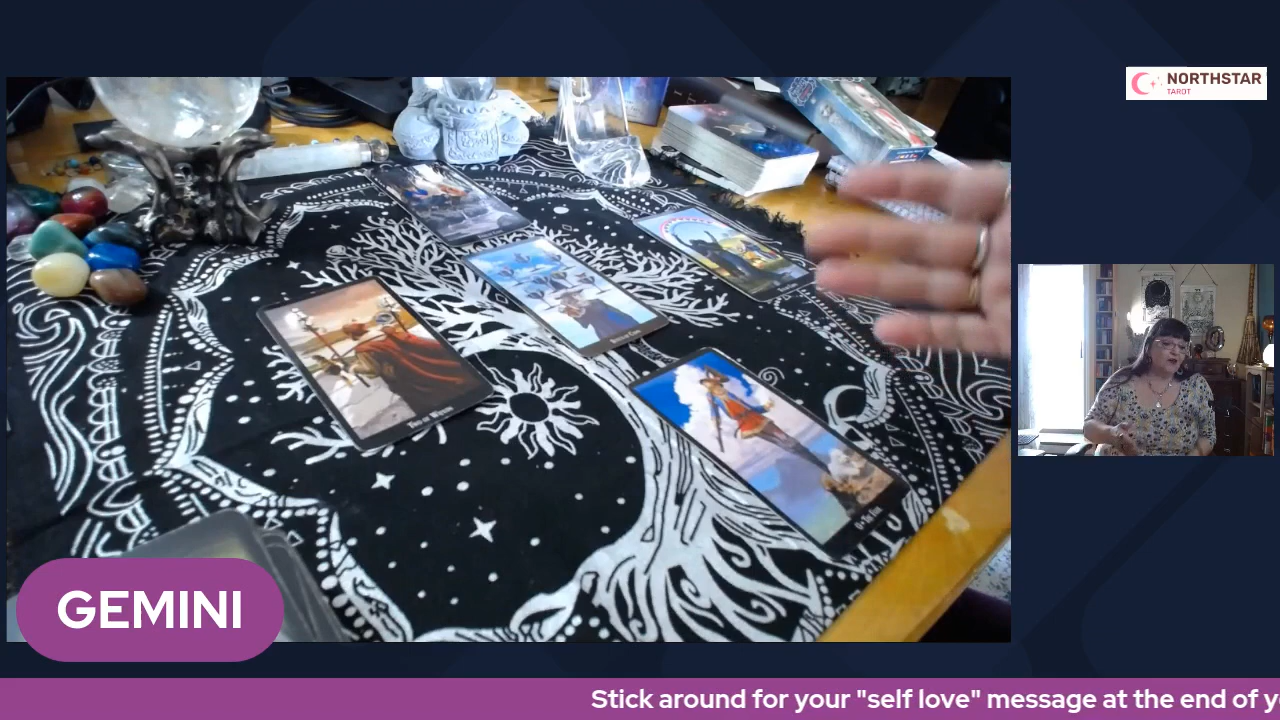 NORTHSTAR
TAROT
GEMINI
Stick around for your "self love" message at the end of y